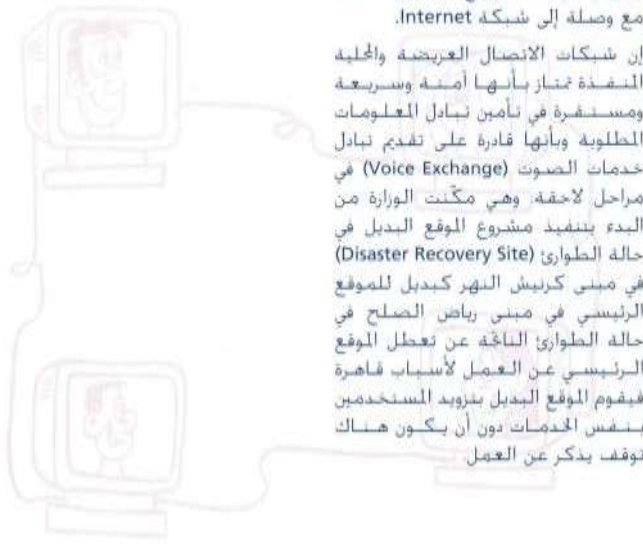 مع وصلة إلى شبكة Internet.
إن شبكات الاتصال العريضة والمحلية
المنفذة تمتاز بأنها آمنة وسريعة
ومستقرة في تأمين تبادل المعلومات
المطلوبة وبأنها قادرة على تقديم تبادل
خدمات الصوت (Voice Exchange) في
مراحل لاحقة. وهي مكّنت الوزارة من
البدء بتنفيذ مشروع الموقع البديل في
حالة الطوارئ (Disaster Recovery Site)
في مبنى كرنيش النهر كبديل للموقع
الرئيسي في مبنى رياض الصلح في
حالة الطوارئ الناتجة عن تعطل الموقع
الرئيسي عن العمل لأسباب قاهرة
فيقوم الموقع البديل بتزويد المستخدمين
بنفس الخدمات دون أن يكون هناك
توقف يذكر عن العمل